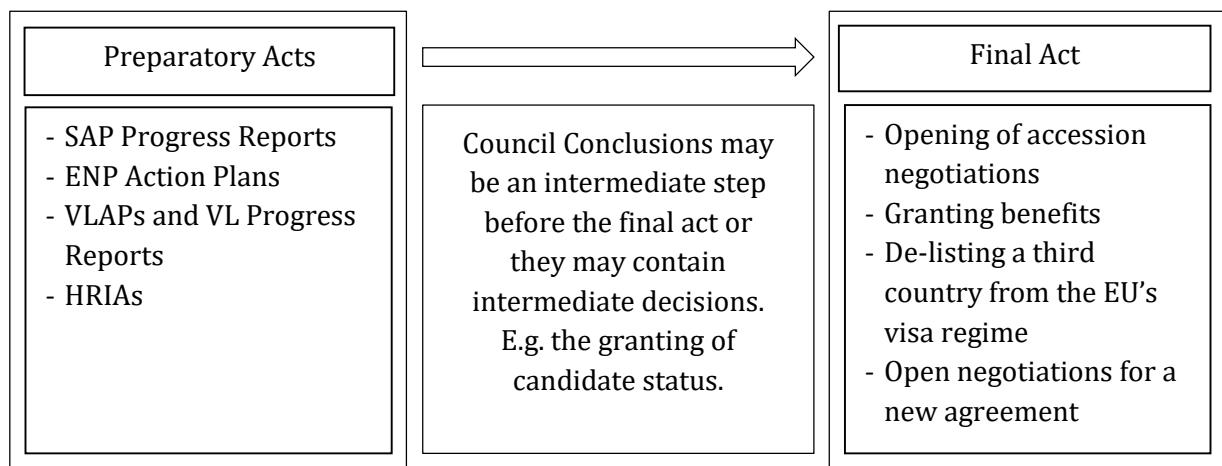 Preparatory Acts
- SAP Progress Reports
- ENP Action Plans
- VLAPs and VL Progress
Reports
- HRIAs
Council Conclusions may
be an intermediate step
before the final act or
they may contain
intermediate decisions.
E.g. the granting of
candidate status.
Final Act
- Opening of accession
negotiations
- Granting benefits
- De-listing a third
country from the EU’s
visa regime
- Open negotiations for a
new agreement